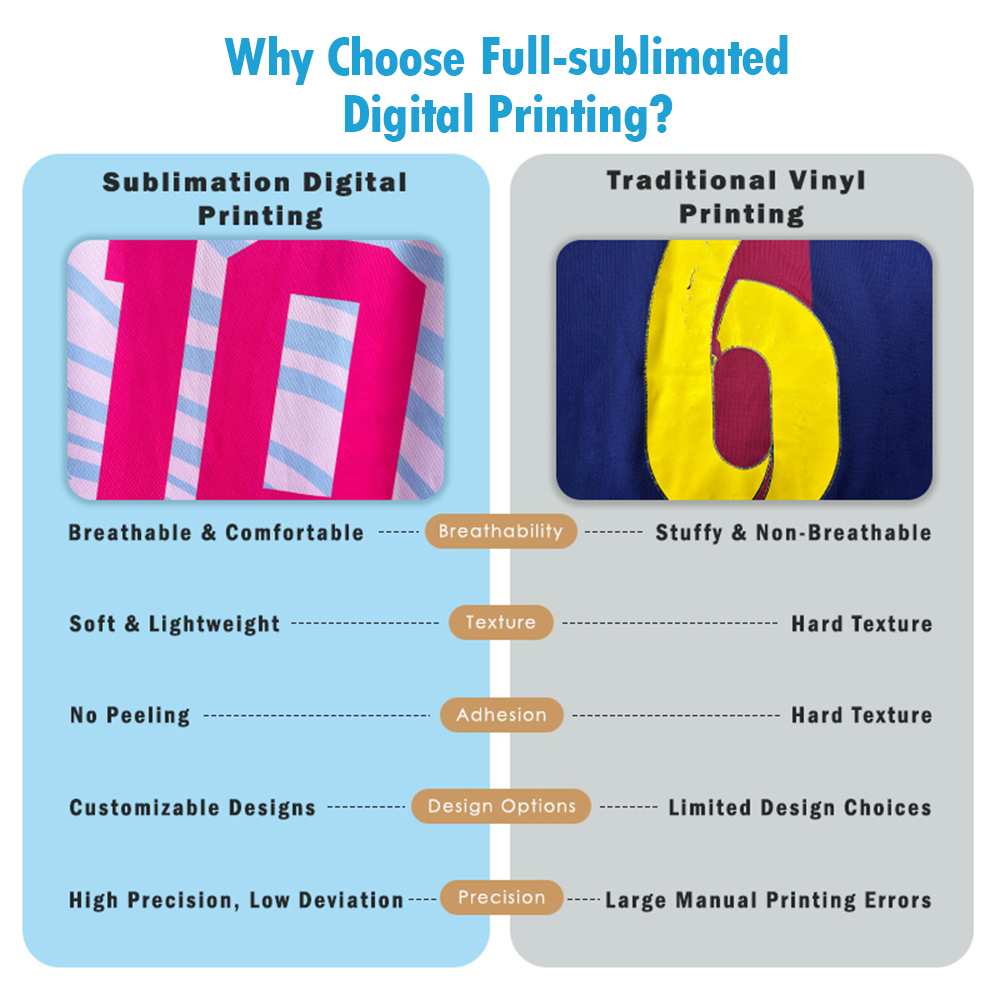 Why Choose Full-sublimated
Digital Printing?
Sublimation Digital
Printing
Traditional Vinyl
Printing
10
6
Breathable & Comfortable Breathability Stuffy & Non-Breathable
Soft & Lightweight Texture Hard Texture
No Peeling Adhesion Hard Texture
Customizable Designs Design Options Limited Design Choices
High Precision, Low Deviation Precision Large Manual Printing Errors